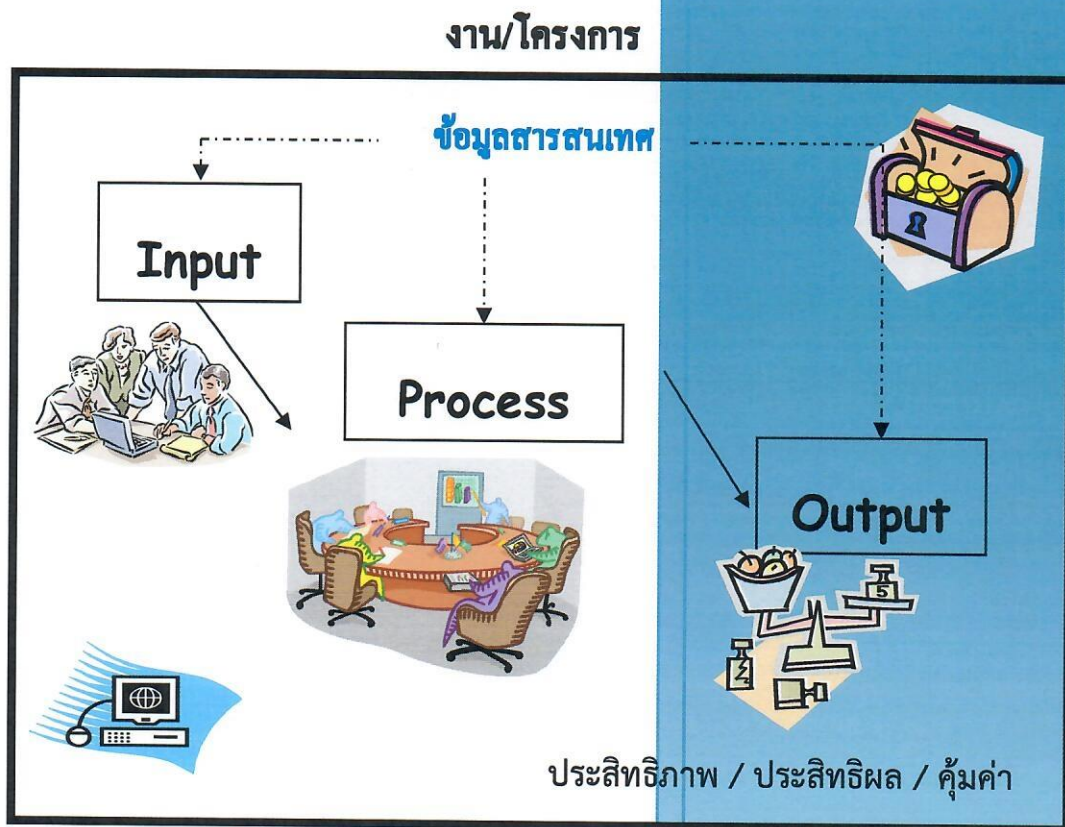 งาน/โครงการ
ข้อมูลสารสนเทศ
Input
Process
Output
5
ประสิทธิภาพ / ประสิทธิผล / คุ้มค่า